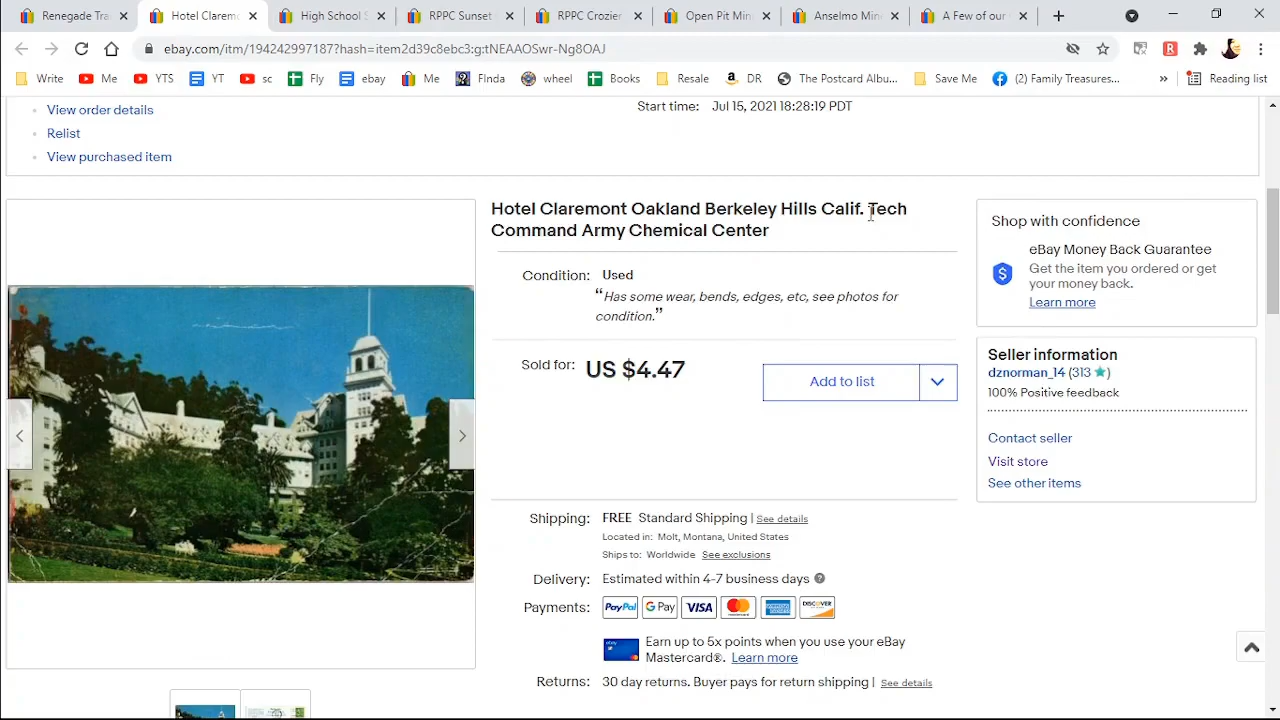 Renegade Tra
Hotel Clarem
High School S
RPPC Sunset
RPPC Crozier
Open Pit Mini
Anselmo Min
A Few of our
ebay.com/itm/194242997187?hash=item2d39c8ebc3:g:tNEAAOSwr-Ng8OAJ
Write
Me
YTS
YT
sc
Fly
ebay
Me
FInda
wheel
Books
Resale
DR
The Postcard Albu...
Save Me
(2) Family Treasures...
»
Reading list
View order details
Start time: Jul 15, 2021 18:28:19 PDT
Relist
View purchased item
Hotel Claremont Oakland Berkeley Hills Calif. Tech
Command Army Chemical Center
Condition: Used
“Has some wear, bends, edges, etc, see photos for
condition.”
Sold for: US $4.47
Add to list
Shipping: FREE Standard Shipping | See details
Located in: Molt, Montana, United States
Ships to: Worldwide See exclusions
Delivery: Estimated within 4-7 business days
Payments: PayPal G Pay VISA MasterCard AMERICAN EXPRESS DISCOVER
Earn up to 5x points when you use your eBay
Mastercard®. Learn more
Returns: 30 day returns. Buyer pays for return shipping | See details
Shop with confidence
eBay Money Back Guarantee
Get the item you ordered or get
your money back.
Learn more
Seller information
dznorman_14 (313)
100% Positive feedback
Contact seller
Visit store
See other items